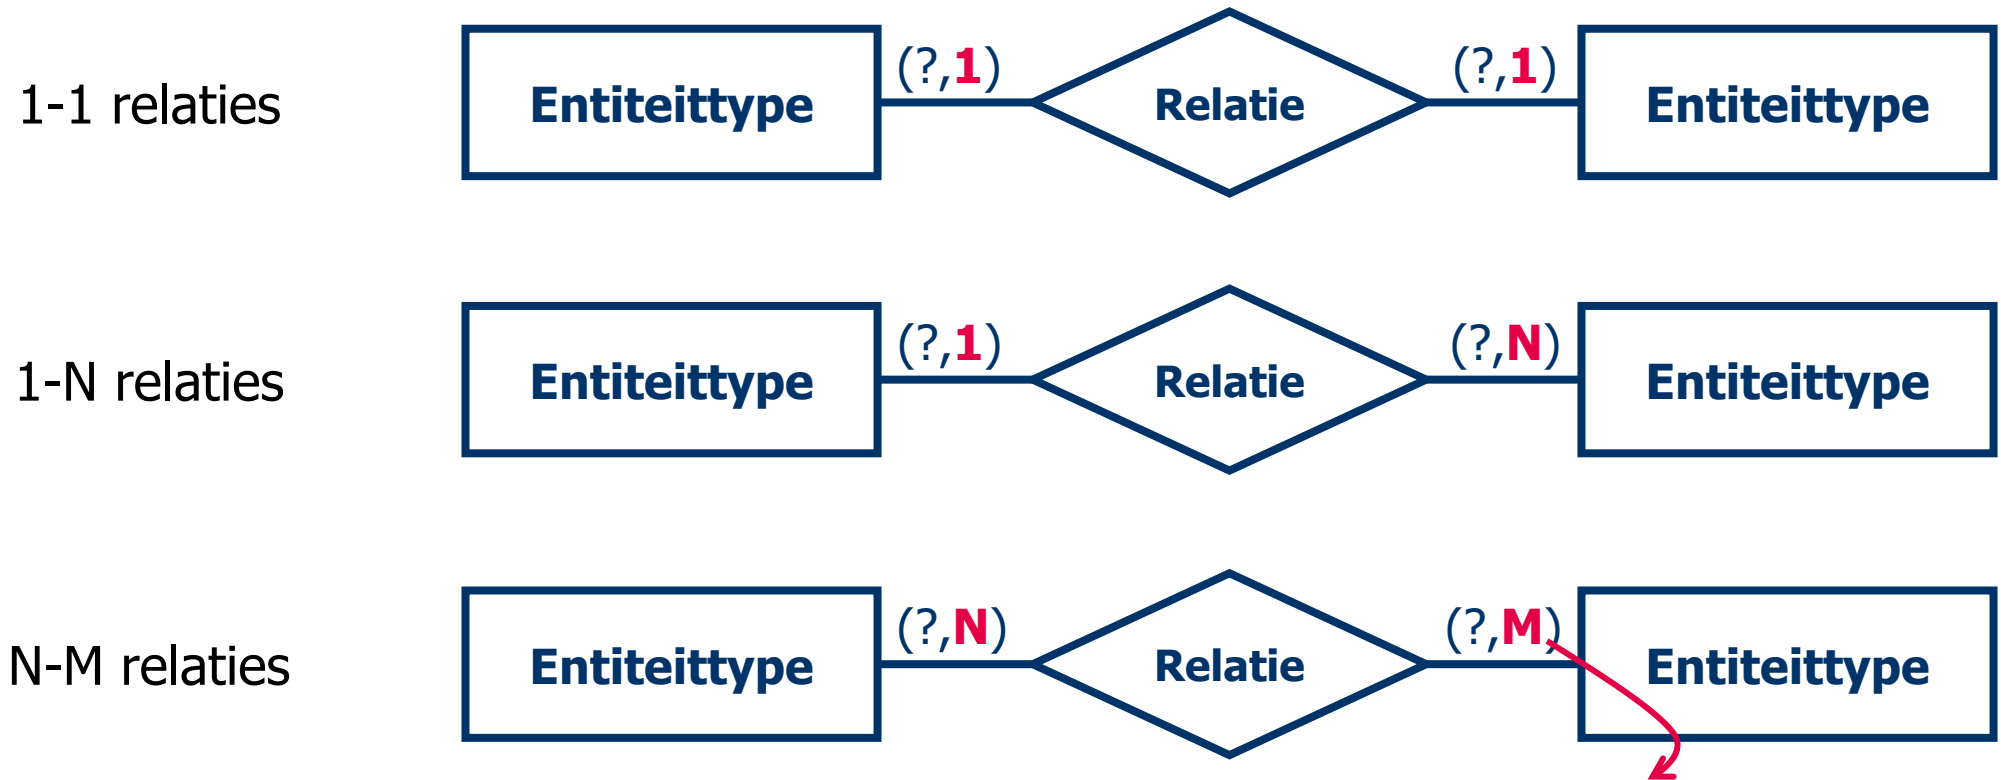 1-1 relaties
Entiteittype (?,1) Relatie (?,1) Entiteittype
1-N relaties
Entiteittype (?,1) Relatie (?,N) Entiteittype
N-M relaties
Entiteittype (?,N) Relatie (?,M) Entiteittype